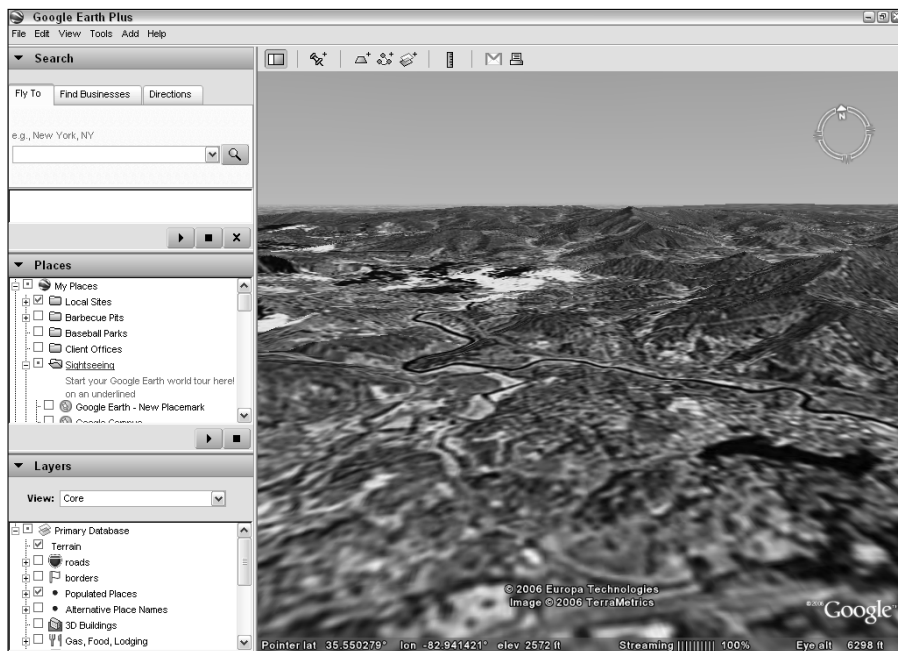 Google Earth Plus
File Edit View Tools Add Help
Search
Fly To Find Businesses Directions
e.g., New York, NY
Places
My Places
Local Sites
Barbecue Pits
Baseball Parks
Client Offices
Sightseeing
Start your Google Earth world tour here!
on an underlined
Google Earth - New Placemark
Google Campus
Layers
View: Core
Primary Database
Terrain
roads
borders
Populated Places
Alternative Place Names
3D Buildings
Gas, Food, Lodging
N
© 2006 Europa Technologies
Image © 2006 TerraMetrics
©2006 Google™
Pointer lat 35.550279° lon -82.941421° elev 2572 ft Streaming |||||||||| 100% Eye alt 6298 ft